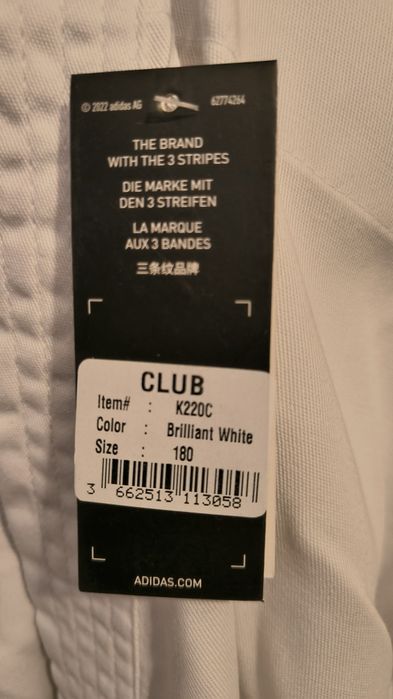 © 2022 adidas AG 62774264
THE BRAND
WITH THE 3 STRIPES
DIE MARKE MIT
DEN 3 STREIFEN
LA MARQUE
AUX 3 BANDES
三条纹品牌
CLUB
Item# : K220C
Color : Brilliant White
Size : 180
3 662513 113058
ADIDAS.COM